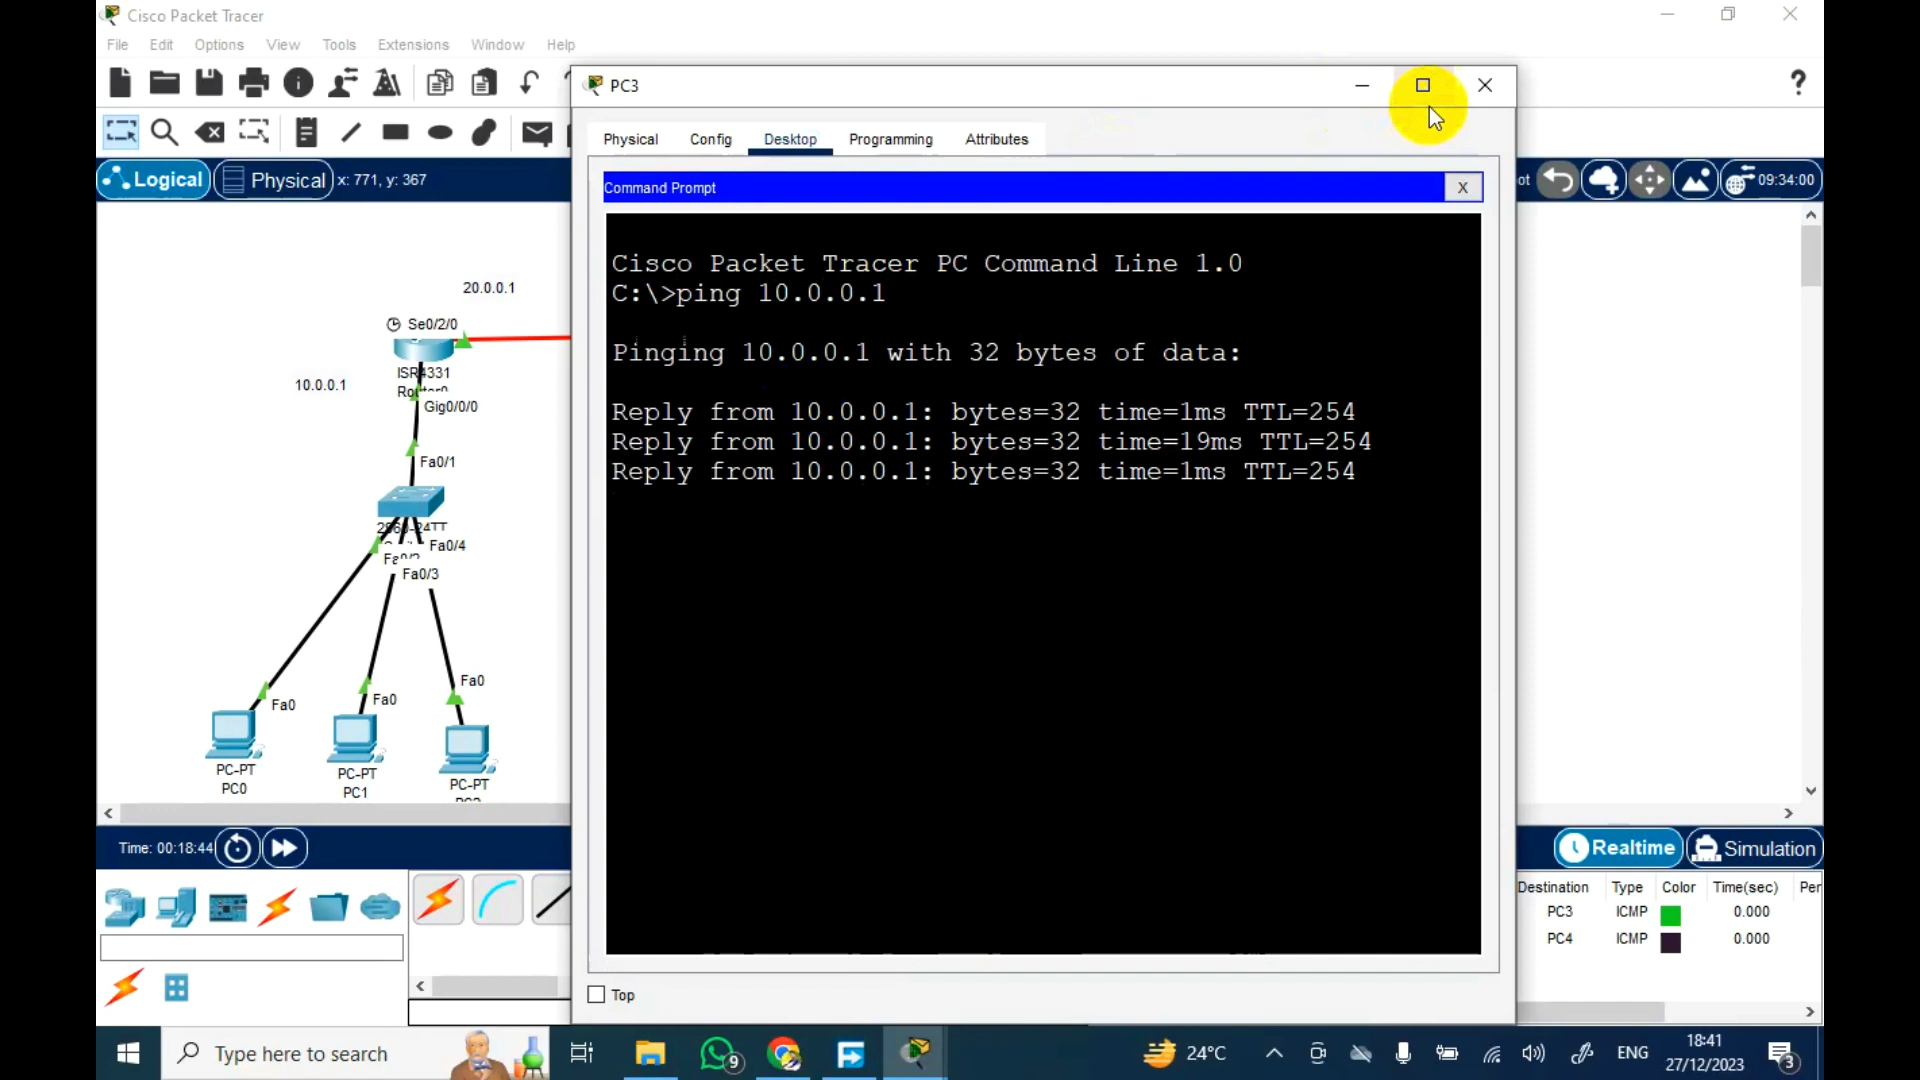 Cisco Packet Tracer
File Edit Options View Tools Extensions Window Help
PC3
Physical Config Desktop Programming Attributes
Logical Physical x: 771, y: 367
09:34:00
Command Prompt X
Cisco Packet Tracer PC Command Line 1.0
C:\>ping 10.0.0.1
Pinging 10.0.0.1 with 32 bytes of data:
Reply from 10.0.0.1: bytes=32 time=1ms TTL=254
Reply from 10.0.0.1: bytes=32 time=19ms TTL=254
Reply from 10.0.0.1: bytes=32 time=1ms TTL=254
20.0.0.1
Se0/2/0
ISR4331
10.0.0.1
Gig0/0/0
Fa0/1
Fa0/4
Fa0/3
Fa0
Fa0
Fa0
PC-PT
PC0
PC-PT
PC1
PC-PT
Time: 00:18:44
Realtime Simulation
Destination Type Color Time(sec) Per
PC3 ICMP 0.000
PC4 ICMP 0.000
Top
Type here to search
9
24°C
ENG
18:41
27/12/2023
3